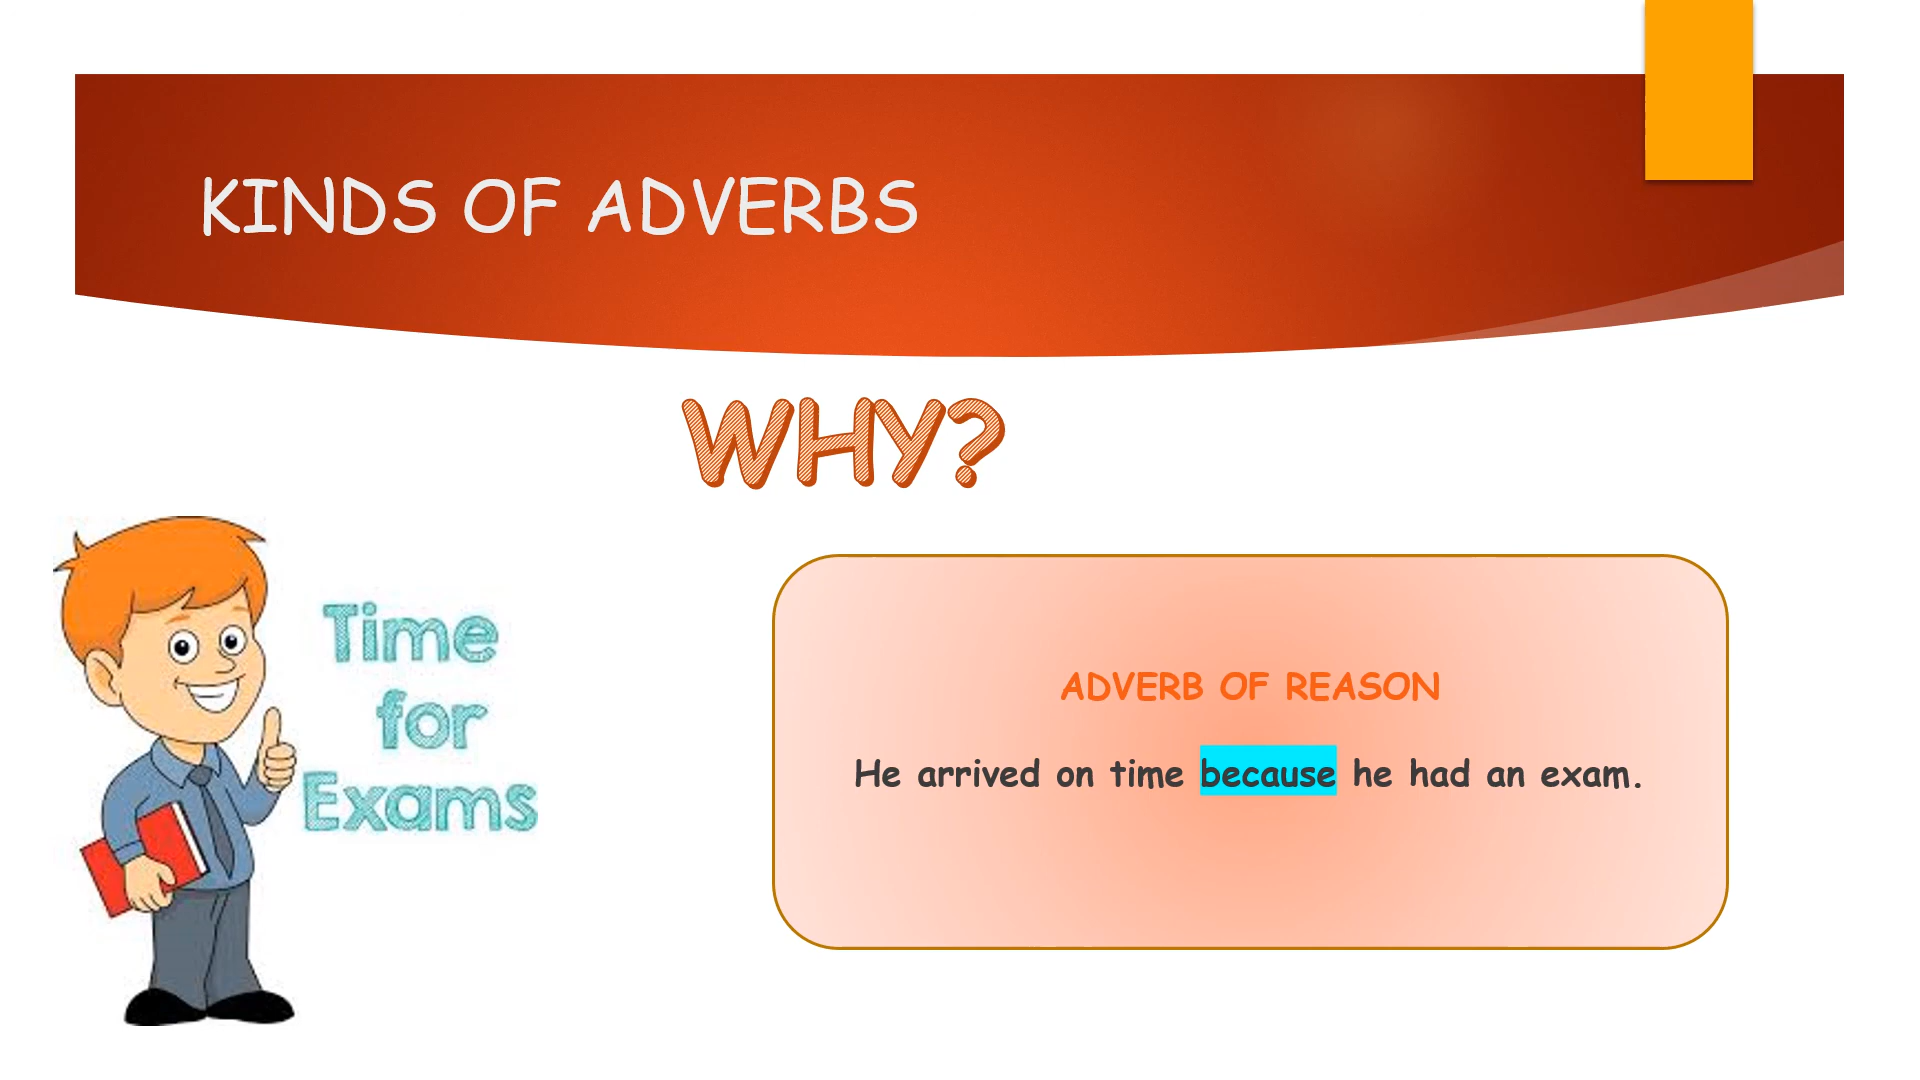 KINDS OF ADVERBS
WHY?
Time
for
Exams
ADVERB OF REASON
He arrived on time because he had an exam.